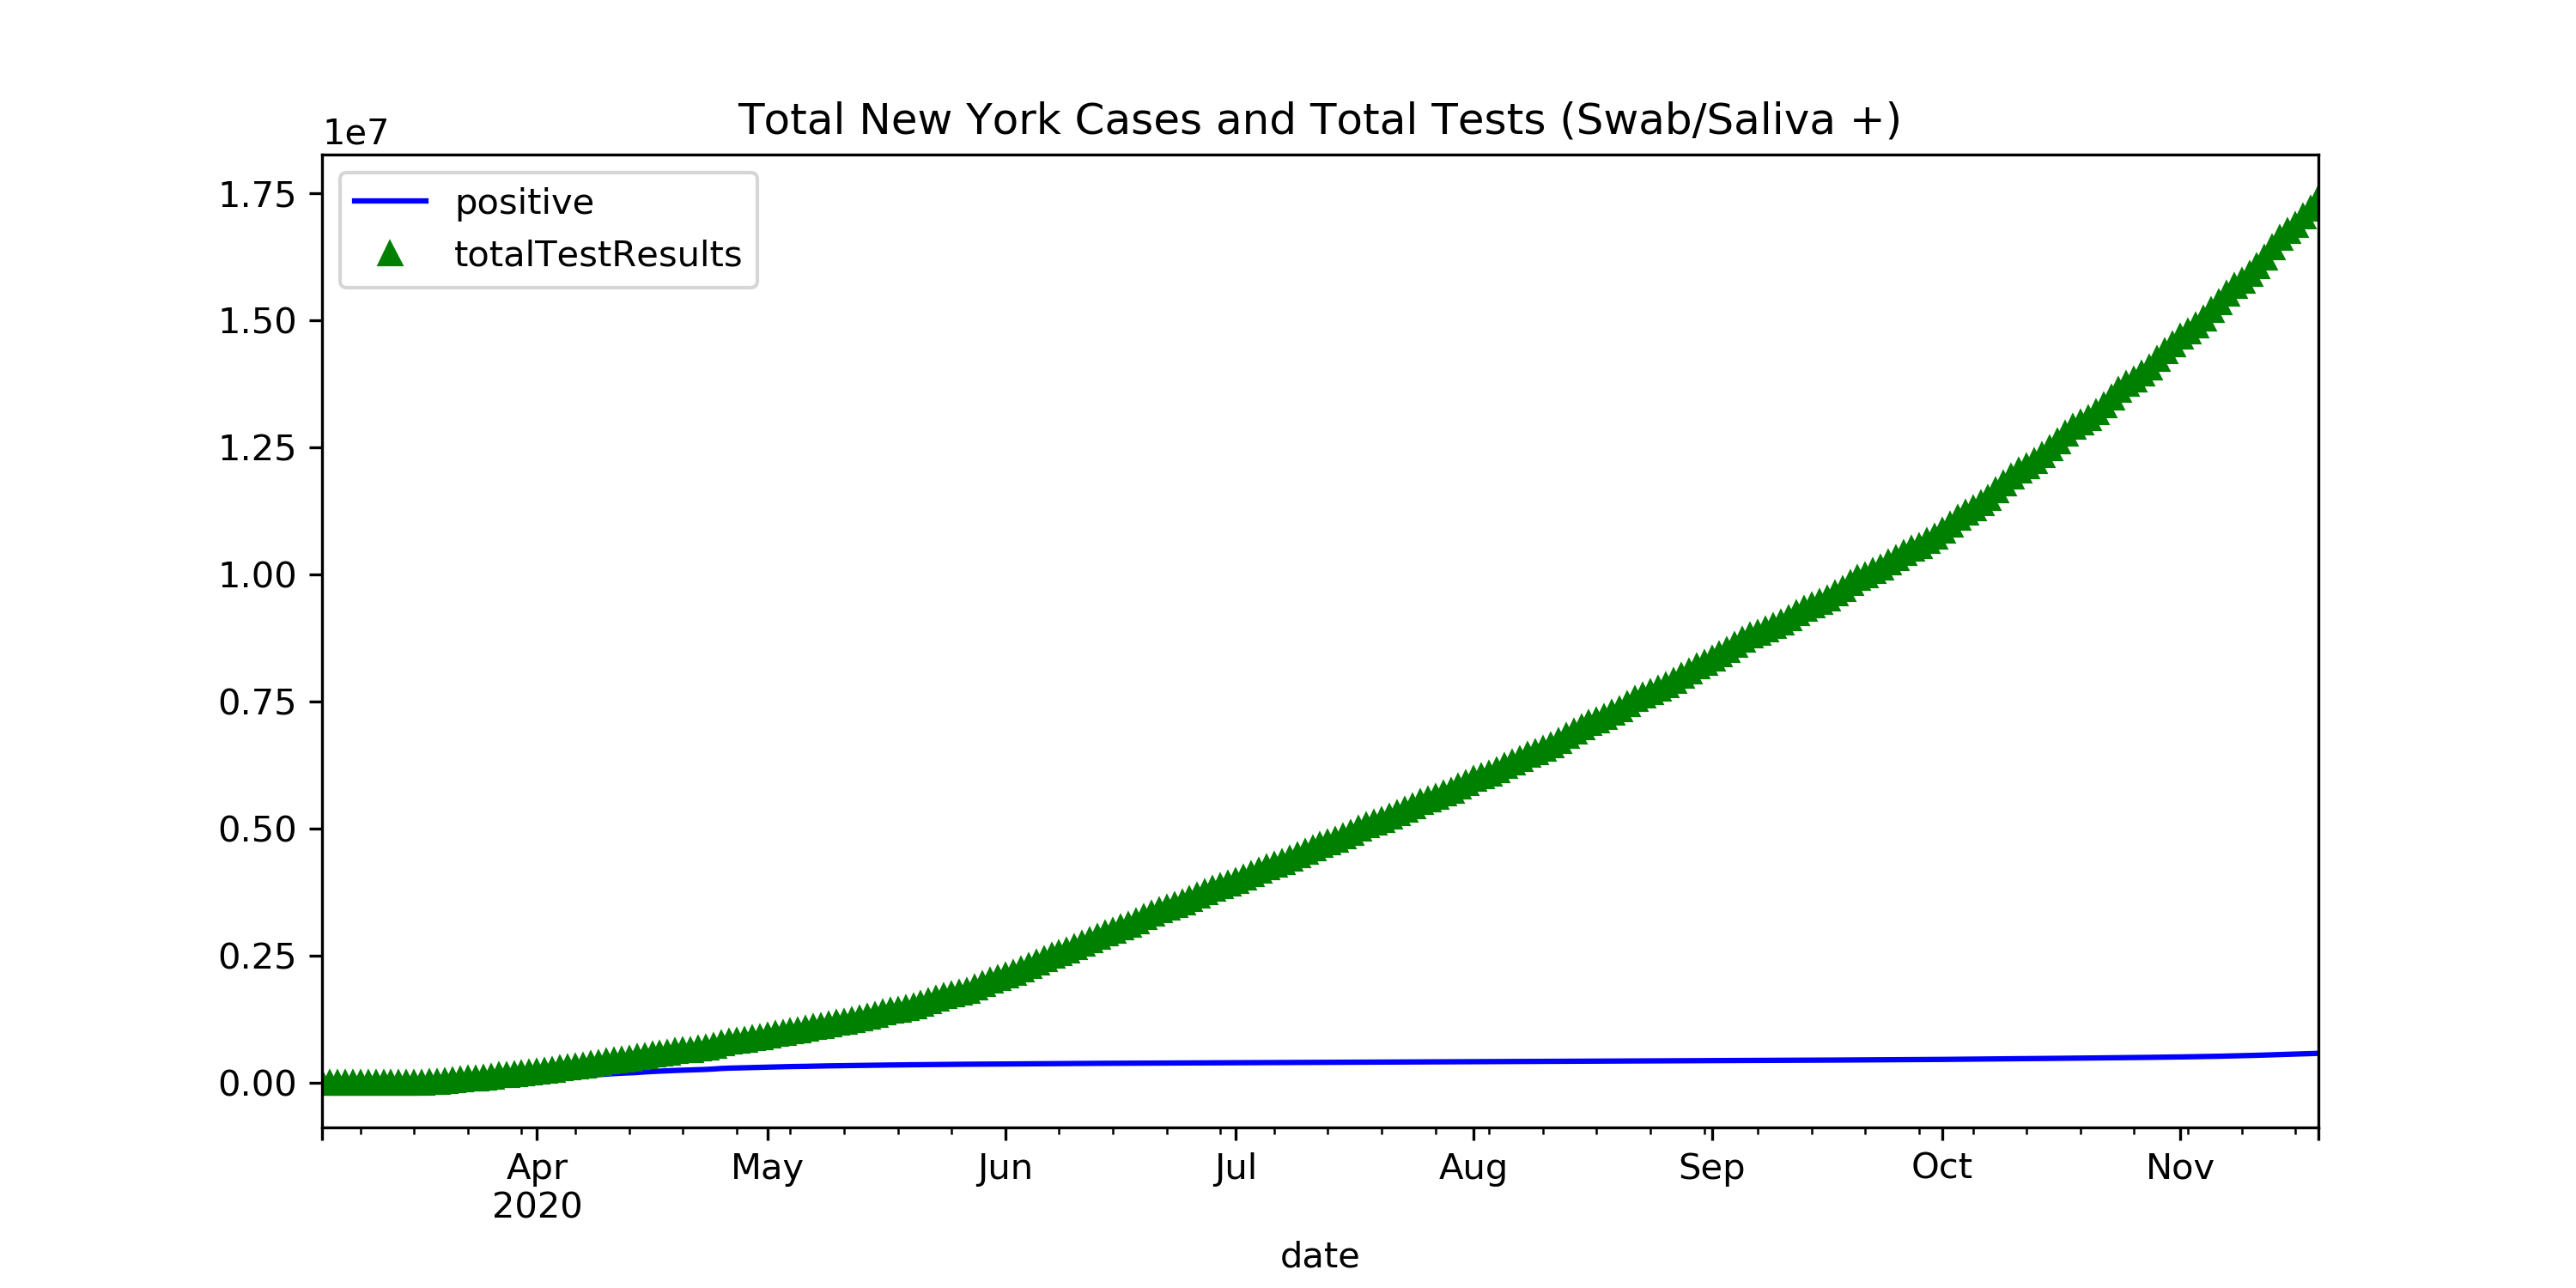 Total New York Cases and Total Tests (Swab/Saliva +)
1e7
positive
totalTestResults
1.75
1.50
1.25
1.00
0.75
0.50
0.25
0.00
Apr May Jun Jul Aug Sep Oct Nov
2020
date